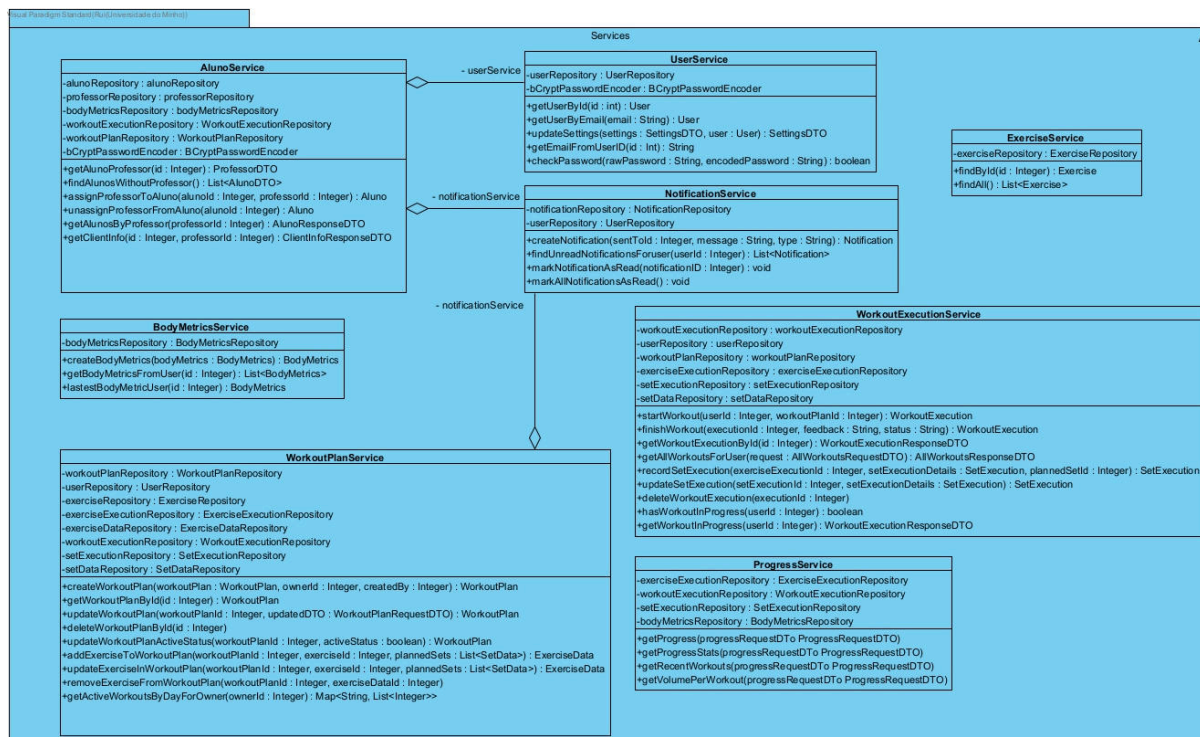 Visual Paradigm Standard(Rui(Universidade do Minho))
Services
AlunoService
-alunoRepository : alunoRepository
-professorRepository : professorRepository
-bodyMetricsRepository : bodyMetricsRepository
-workoutExecutionRepository : WorkoutExecutionRepository
-workoutPlanRepository : WorkoutPlanRepository
-bCryptPasswordEncoder : BCryptPasswordEncoder
+getAlunoProfessor(id : Integer) : ProfessorDTO
+findAlunosWithoutProfessor() : List<AlunoDTO>
+assignProfessorToAluno(alunoId : Integer, professorId : Integer) : Aluno
+unassignProfessorFromAluno(alunoId : Integer) : Aluno
+getAlunosByProfessor(professorId : Integer) : AlunoResponseDTO
+getClientInfo(id : Integer, professorId : Integer) : ClientInfoResponseDTO
- userService
UserService
-userRepository : UserRepository
-bCryptPasswordEncoder : BCryptPasswordEncoder
+getUserById(id : int) : User
+getUserByEmail(email : String) : User
+updateSettings(settings : SettingsDTO, user : User) : SettingsDTO
+getEmailFromUserID(id : Int) : String
+checkPassword(rawPassword : String, encodedPassword : String) : boolean
ExerciseService
-exerciseRepository : ExerciseRepository
+findById(id : Integer) : Exercise
+findAll() : List<Exercise>
- notificationService
NotificationService
-notificationRepository : NotificationRepository
-userRepository : UserRepository
+createNotification(sentToId : Integer, message : String, type : String) : Notification
+findUnreadNotificationsForuser(userId : Integer) : List<Notification>
+markNotificationAsRead(notificationID : Integer) : void
+markAllNotificationsAsRead() : void
- notificationService
BodyMetricsService
-bodyMetricsRepository : BodyMetricsRepository
+createBodyMetrics(bodyMetrics : BodyMetrics) : BodyMetrics
+getBodyMetricsFromUser(id : Integer) : List<BodyMetrics>
+lastestBodyMetricUser(id : Integer) : BodyMetrics
WorkoutExecutionService
-workoutExecutionRepository : workoutExecutionRepository
-userRepository : userRepository
-workoutPlanRepository : workoutPlanRepository
-exerciseExecutionRepository : exerciseExecutionRepository
-setExecutionRepository : setExecutionRepository
-setDataRepository : setDataRepository
+startWorkout(userId : Integer, workoutPlanId : Integer) : WorkoutExecution
+finishWorkout(executionId : Integer, feedback : String, status : String) : WorkoutExecution
+getWorkoutExecutionById(id : Integer) : WorkoutExecutionResponseDTO
+getAllWorkoutsForUser(request : AllWorkoutsRequestDTO) : AllWorkoutsResponseDTO
+recordSetExecution(exerciseExecutionId : Integer, setExecutionDetails : SetExecution, plannedSetId : Integer) : SetExecution
+updateSetExecution(setExecutionId : Integer, setExecutionDetails : SetExecution) : SetExecution
+deleteWorkoutExecution(executionId : Integer)
+hasWorkoutInProgress(userId : Integer) : boolean
+getWorkoutInProgress(userId : Integer) : WorkoutExecutionResponseDTO
WorkoutPlanService
-workoutPlanRepository : WorkoutPlanRepository
-userRepository : UserRepository
-exerciseRepository : ExerciseRepository
-exerciseExecutionRepository : ExerciseExecutionRepository
-exerciseDataRepository : ExerciseDataRepository
-workoutExecutionRepository : WorkoutExecutionRepository
-setExecutionRepository : SetExecutionRepository
-setDataRepository : SetDataRepository
+createWorkoutPlan(workoutPlan : WorkoutPlan, ownerId : Integer, createdBy : Integer) : WorkoutPlan
+getWorkoutPlanById(id : Integer) : WorkoutPlan
+updateWorkoutPlan(workoutPlanId : Integer, updatedDTO : WorkoutPlanRequestDTO) : WorkoutPlan
+deleteWorkoutPlanById(id : Integer)
+updateWorkoutPlanActiveStatus(workoutPlanId : Integer, activeStatus : boolean) : WorkoutPlan
+addExerciseToWorkoutPlan(workoutPlanId : Integer, exerciseId : Integer, plannedSets : List<SetData>) : ExerciseData
+updateExerciseInWorkoutPlan(workoutPlanId : Integer, exerciseId : Integer, plannedSets : List<SetData>) : ExerciseData
+removeExerciseFromWorkoutPlan(workoutPlanId : Integer, exerciseDataId : Integer)
+getActiveWorkoutsByDayForOwner(ownerId : Integer) : Map<String, List<Integer>>
ProgressService
-exerciseExecutionRepository : ExerciseExecutionRepository
-workoutExecutionRepository : WorkoutExecutionRepository
-setExecutionRepository : SetExecutionRepository
-bodyMetricsRepository : BodyMetricsRepository
+getProgress(progressRequestDTo ProgressRequestDTO)
+getProgressStats(progressRequestDTo ProgressRequestDTO)
+getRecentWorkouts(progressRequestDTo ProgressRequestDTO)
+getVolumePerWorkout(progressRequestDTo ProgressRequestDTO)